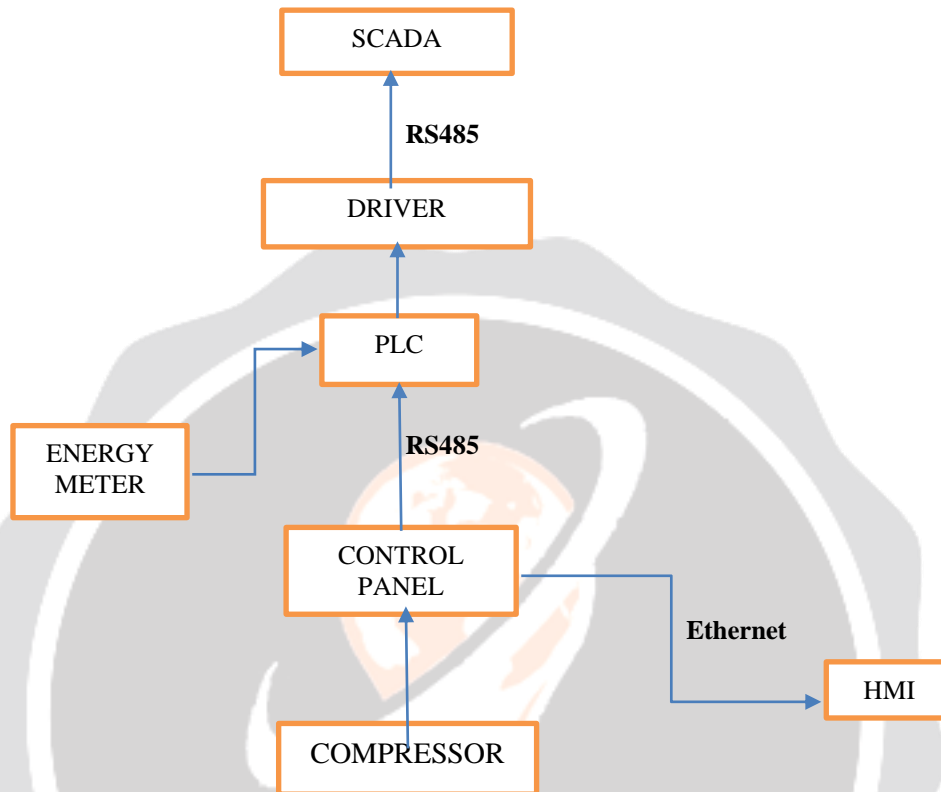 SCADA
RS485
DRIVER
PLC
ENERGY
METER
RS485
CONTROL
PANEL
Ethernet
HMI
COMPRESSOR